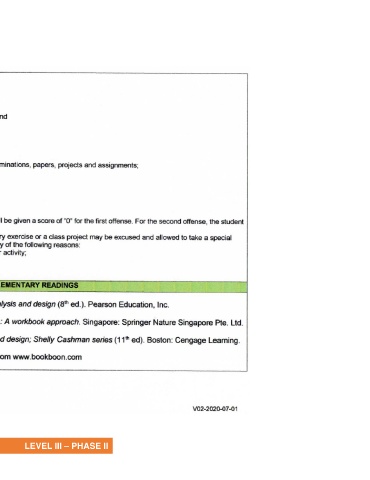 nd
minations, papers, projects and assignments;
l be given a score of "0" for the first offense. For the second offense, the student
ry exercise or a class project may be excused and allowed to take a special
y of the following reasons:
r activity;
EMENTARY READINGS
alysis and design (8th ed.). Pearson Education, Inc.
: A workbook approach. Singapore: Springer Nature Singapore Pte. Ltd.
d design; Shelly Cashman series (11th ed). Boston: Cengage Learning.
om www.bookboon.com
V02-2020-07-01
LEVEL III – PHASE II